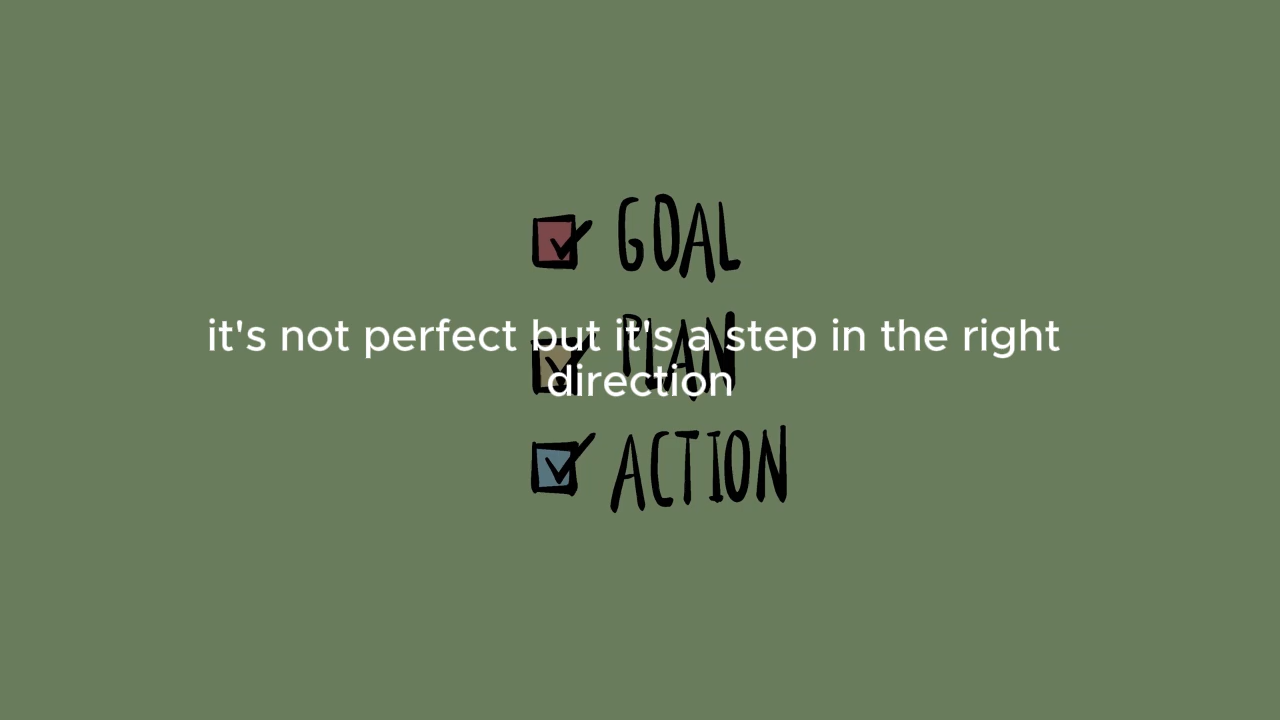 GOAL
it's not perfect but it's a step in the right
PLAN
direction
ACTION